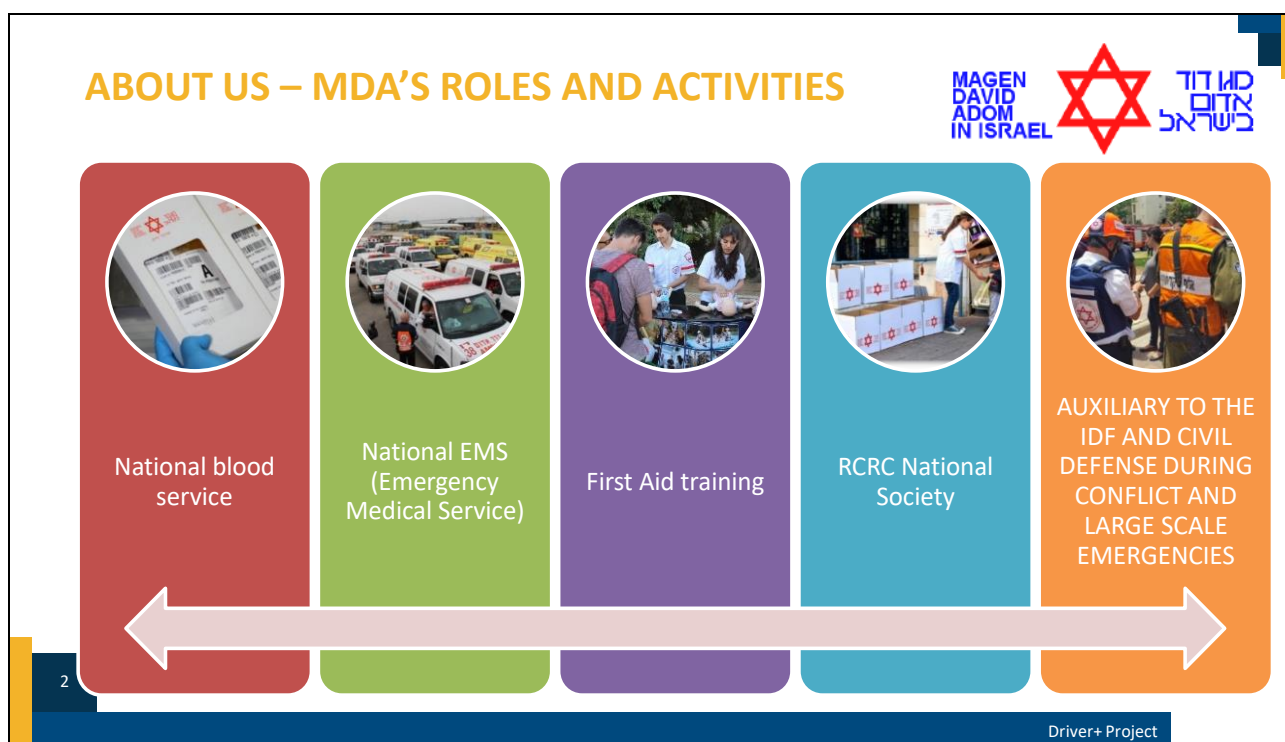 ABOUT US – MDA'S ROLES AND ACTIVITIES
MAGEN
DAVID
ADOM
IN ISRAEL
מגן דוד
אדום
בישראל
A
38
National blood
service
National EMS
(Emergency
Medical Service)
First Aid training
RCRC National
Society
AUXILIARY TO THE
IDF AND CIVIL
DEFENSE DURING
CONFLICT AND
LARGE SCALE
EMERGENCIES
2
Driver+ Project